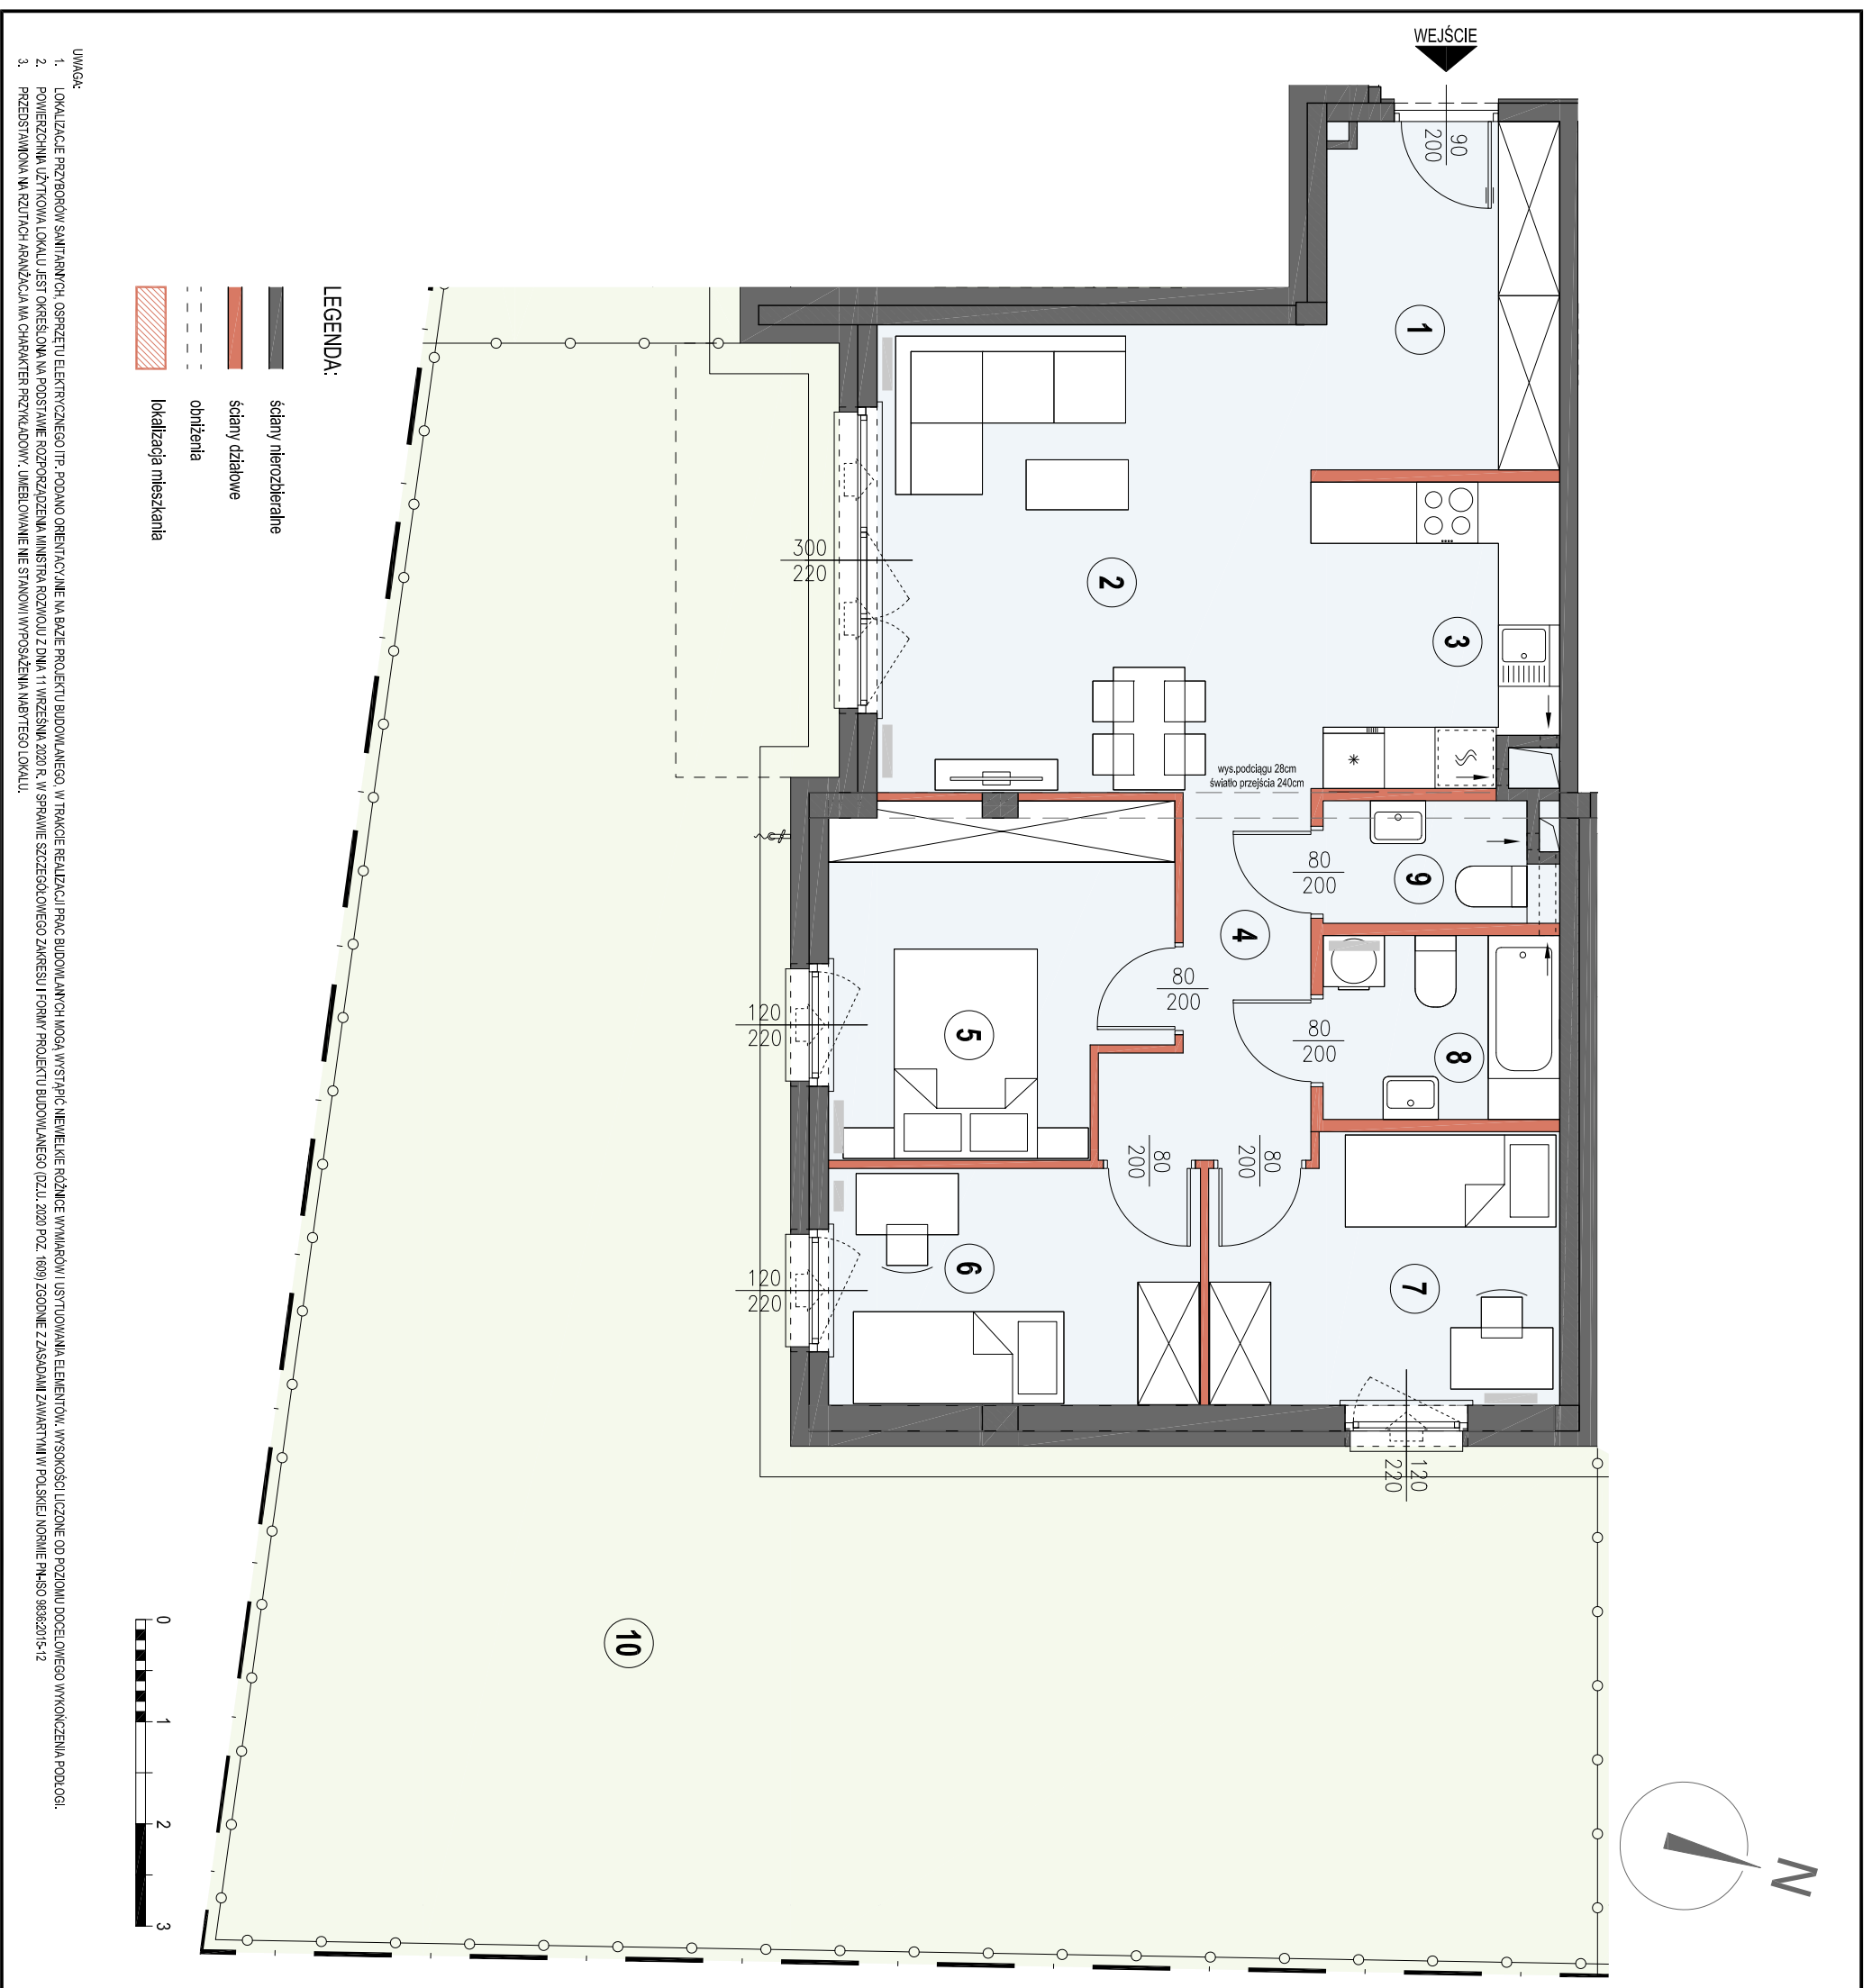 WEJŚCIE
90
200
1
2
3
300
220
wys.podciągu 28cm
światło przejścia 240cm
80
200
9
4
80
200
80
200
8
5
120
220
80
200
80
200
6
7
120
220
120
220
10
N
LEGENDA:
ściany nierozbieralne
ściany działowe
obniżenia
lokalizacja mieszkania
0 1 2 3
UWAGA:
1. LOKALIZACJE PRZYBORÓW SANITARNYCH, OSPRZĘTU ELEKTRYCZNEGO ITP. PODANO ORIENTACYJNIE NA BAZIE PROJEKTU BUDOWLANEGO, W TRAKCIE REALIZACJI PRAC BUDOWLANYCH MOGĄ WYSTĄPIĆ NIEWIELKIE RÓŻNICE WYMIARÓW I USYTUOWANIA ELEMENTÓW. WYSOKOŚCI LICZONE OD POZIOMU DOCELOWEGO WYKOŃCZENIA PODŁOGI.
2. POWIERZCHNIA UŻYTKOWA LOKALU JEST OKREŚLONA NA PODSTAWIE ROZPORZĄDZENIA MINISTRA ROZWOJU Z DNIA 11 WRZEŚNIA 2020 R. W SPRAWIE SZCZEGÓŁOWEGO ZAKRESU I FORMY PROJEKTU BUDOWLANEGO (DZ.U. 2020 POZ. 1609) ZGODNIE Z ZASADAMI ZAWARTYMI W POLSKIEJ NORMIE PN-ISO 9836:2015-12
3. PRZEDSTAWIONA NA RZUTACH ARANŻACJA MA CHARAKTER PRZYKŁADOWY. UMEBLOWANIE NIE STANOWI WYPOSAŻENIA NABYTEGO LOKALU.